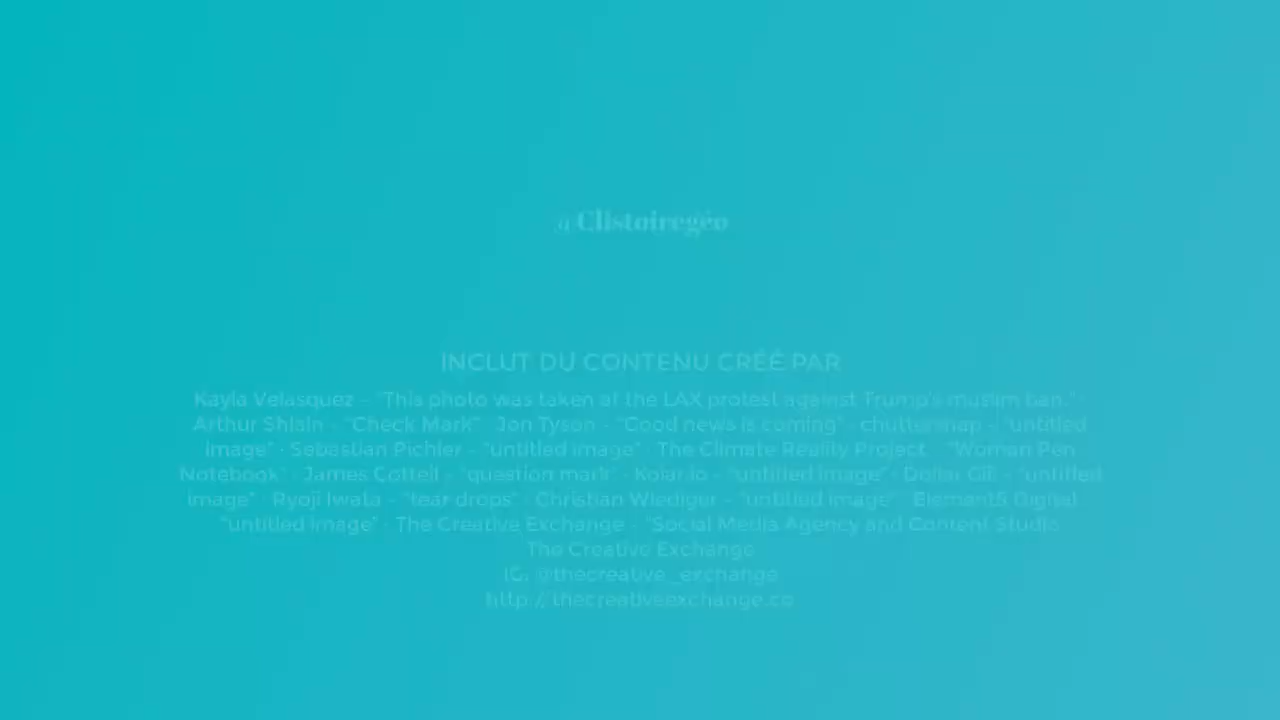 @Clistoiregéo
INCLUT DU CONTENU CRÉÉ PAR
Kayla Velasquez - "This photo was taken at the LAX protest against Trump's muslim ban." ·
Arthur Shlain - "Check Mark" · Jon Tyson - "Good news is coming" · chuttersnap - "untitled
image" · Sebastian Pichler - "untitled image" · The Climate Reality Project - "Woman Pen
Notebook" · James Cottell - "question mark" · Kolar.io - "untitled image" · Dollar Gill - "untitled
image" · Ryoji Iwata - "tear drops" · Christian Wiediger - "untitled image" · Element5 Digital -
"untitled image" · The Creative Exchange - "Social Media Agency and Content Studio
The Creative Exchange
IG: @thecreative_exchange
http://thecreativeexchange.co